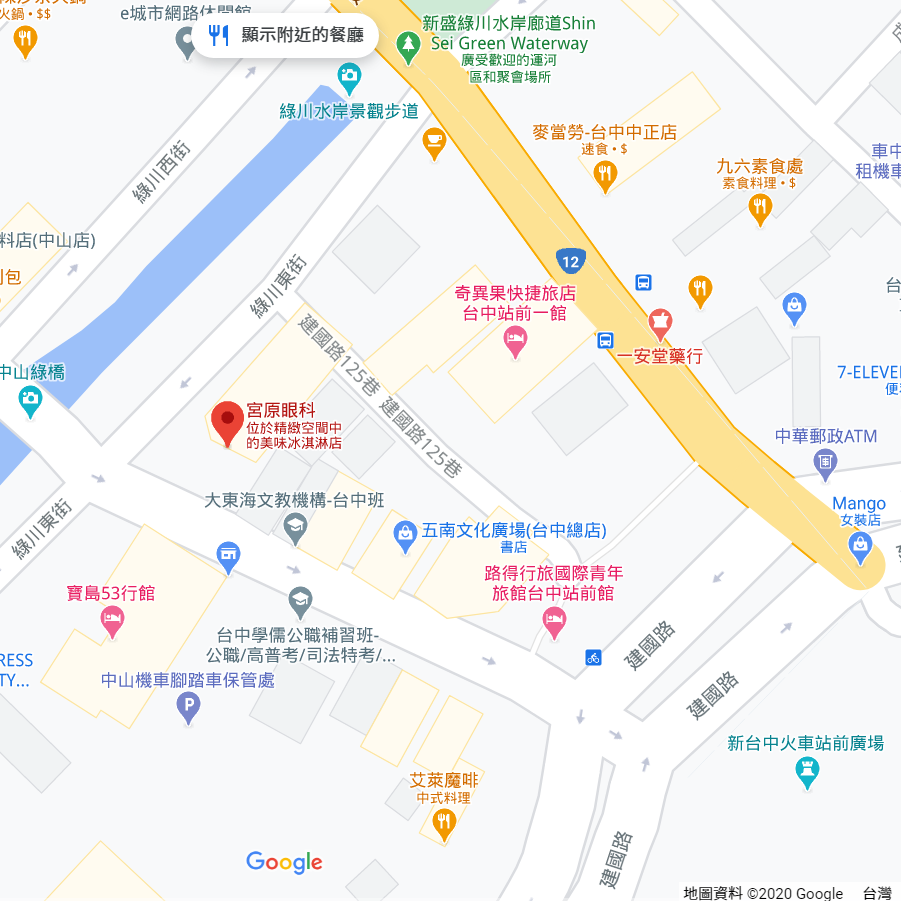 火鍋 • $$
e城市網路休閒館
顯示附近的餐廳
新盛綠川水岸廊道Shin
Sei Green Waterway
廣受歡迎的運河
區和聚會場所
綠川水岸景觀步道
綠川西街
麥當勞-台中中正店
速食 • $
九六素食處
素食料理 • $
車中
租機車
料店(中山店)
包
綠川東街
12
奇異果快捷旅店
台中站前一館
建國路125巷
建國路125巷
一安堂藥行
台
7-ELEVE
便利
中山綠橋
宮原眼科
位於精緻空間中
的美味冰淇淋店
中華郵政ATM
大東海文教機構-台中班
綠川東街
五南文化廣場(台中總店)
書店
Mango
女裝店
路得行旅國際青年
旅館台中站前館
寶島53行館
台中學儒公職補習班-
公職/高普考/司法特考/...
建國路
RESS
TY...
中山機車腳踏車保管處
P
建國路
新台中火車站前廣場
艾萊魔啡
中式料理
建國路
Google
地圖資料 ©2020 Google
台灣